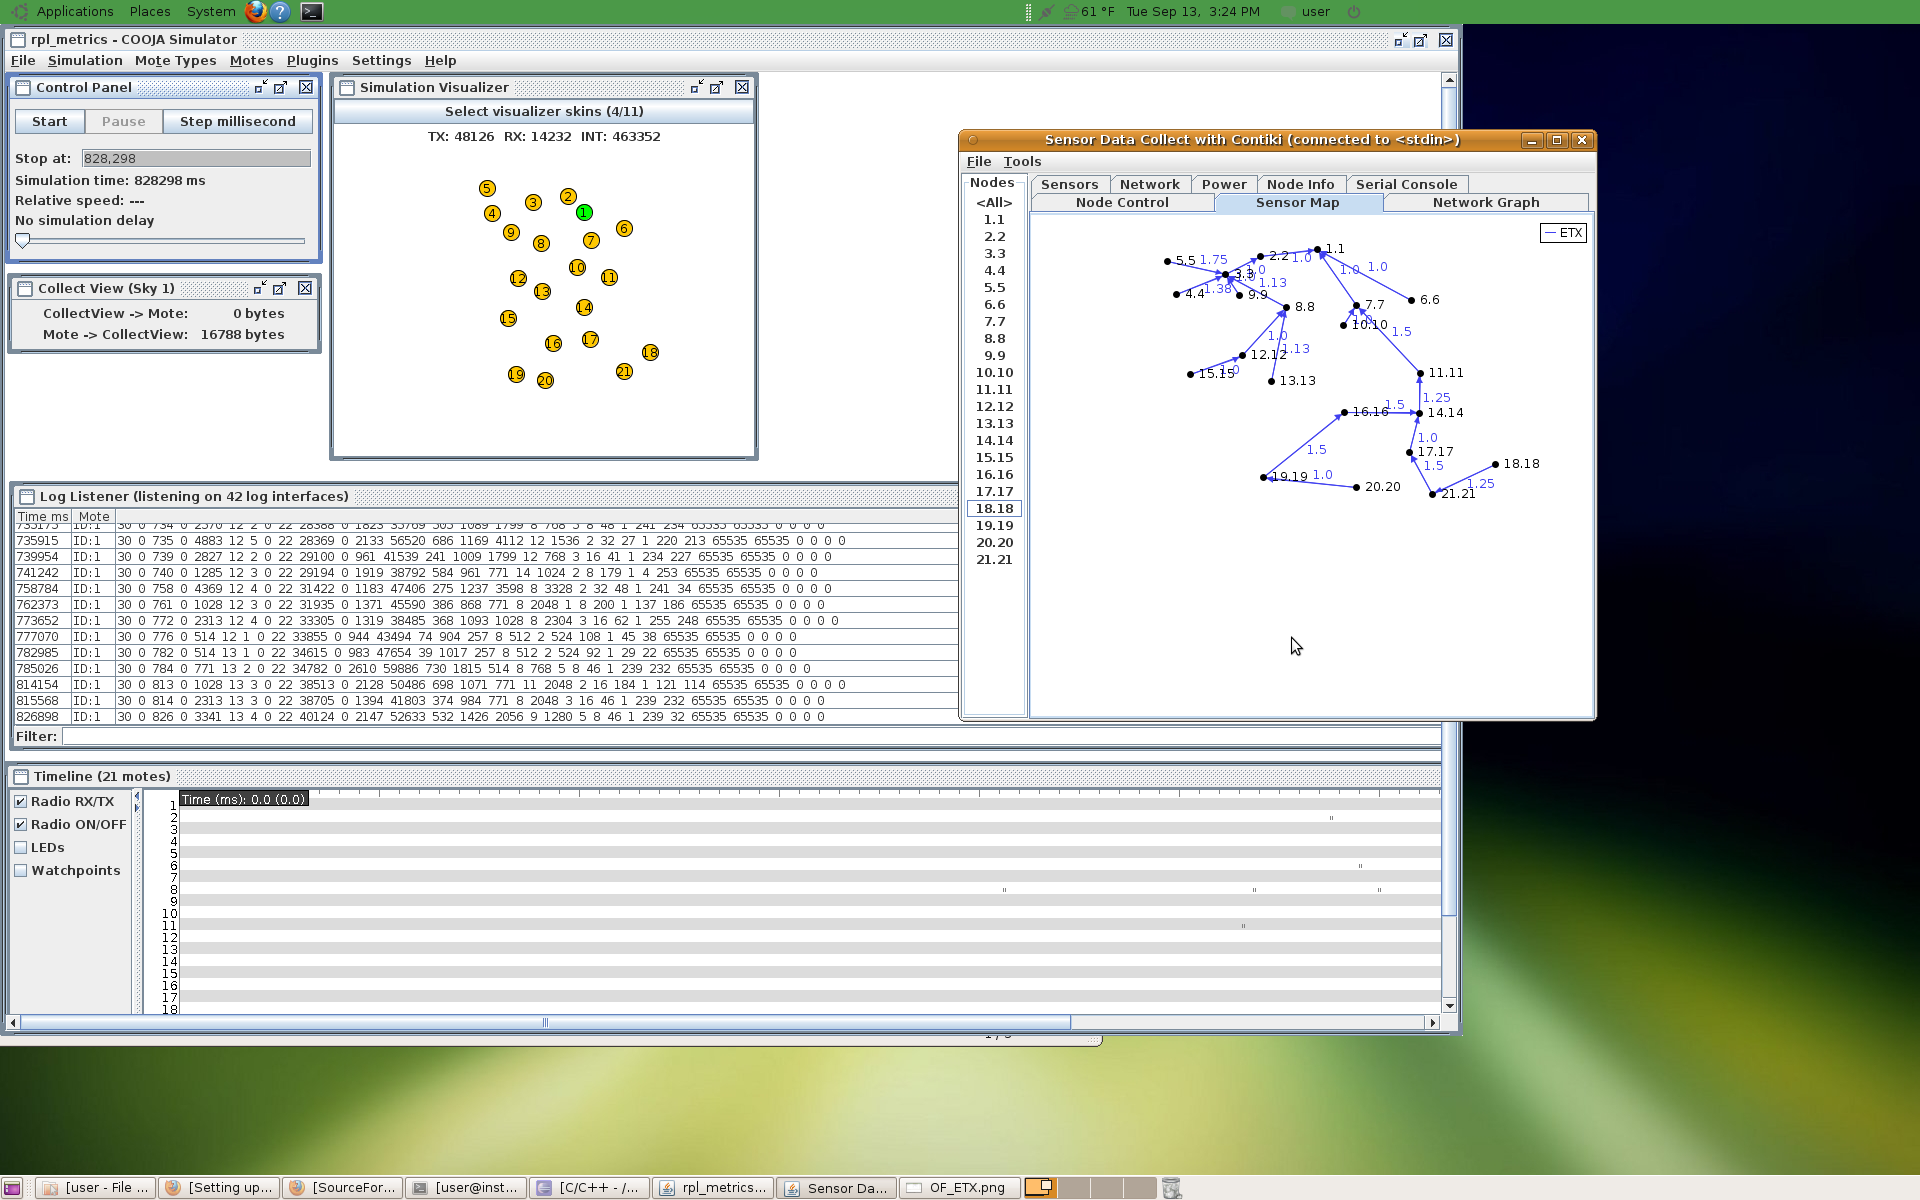 Applications Places System
61 °F Tue Sep 13, 3:24 PM user
rpl_metrics - COOJA Simulator
File Simulation Mote Types Motes Plugins Settings Help
Control Panel
Start Pause Step millisecond
Stop at: 828,298
Simulation time: 828298 ms
Relative speed: ---
No simulation delay
Collect View (Sky 1)
CollectView -> Mote: 0 bytes
Mote -> CollectView: 16788 bytes
Simulation Visualizer
Select visualizer skins (4/11)
TX: 48126 RX: 14232 INT: 463352
5
2
3
4
1
6
9
8
7
10
12
11
13
14
15
16
17
18
19
20
21
Sensor Data Collect with Contiki (connected to <stdin>)
File Tools
Nodes
<All>
1.1
2.2
3.3
4.4
5.5
6.6
7.7
8.8
9.9
10.10
11.11
12.12
13.13
14.14
15.15
16.16
17.17
18.18
19.19
20.20
21.21
Sensors Network Power Node Info Serial Console
Node Control Sensor Map Network Graph
ETX
1.1
2.2 1.0
5.5 1.75
3.3
1.0 1.0
1.13
4.4 1.38
9.9
6.6
8.8
7.7
10.10
1.5
1.0
1.13
12.12
15.15 1.0
13.13
11.11
1.25
16.16 1.5
14.14
1.0
1.5
17.17
1.5
18.18
19.19 1.0
1.25
20.20
21.21
Log Listener (listening on 42 log interfaces)
Time ms Mote
735175 ID:1 30 0 734 2570 12 2 0 22 28388 0 1823 35769 505 1089 1799 8 768 5 8 48 1 241 234 65535 65535 0 0 0 0
735915 ID:1 30 0 735 4883 12 5 0 22 28369 0 2133 56520 686 1169 4112 12 1536 2 32 27 1 220 213 65535 65535 0 0 0 0
739954 ID:1 30 0 739 2827 12 2 0 22 29100 0 961 41539 241 1009 1799 12 768 3 16 41 1 234 227 65535 65535 0 0 0 0
741242 ID:1 30 0 740 1285 12 3 0 22 29194 0 1919 38792 584 961 771 14 1024 2 8 179 1 4 253 65535 65535 0 0 0 0
758784 ID:1 30 0 758 4369 12 4 0 22 31422 0 1183 47406 275 1237 3598 8 3328 2 32 48 1 241 34 65535 65535 0 0 0 0
762373 ID:1 30 0 761 1028 12 3 0 22 31935 0 1371 45590 386 868 771 8 2048 1 8 200 1 137 186 65535 65535 0 0 0 0
773652 ID:1 30 0 772 2313 12 4 0 22 33305 0 1319 38485 368 1093 1028 8 2304 3 16 62 1 255 248 65535 65535 0 0 0 0
777070 ID:1 30 0 776 514 12 1 0 22 33855 0 944 43494 74 904 257 8 512 2 524 108 1 45 38 65535 65535 0 0 0 0
782985 ID:1 30 0 782 514 13 1 0 22 34615 0 983 47654 39 1017 257 8 512 2 524 92 1 29 22 65535 65535 0 0 0 0
785026 ID:1 30 0 784 771 13 2 0 22 34782 0 2610 59886 730 1815 514 8 768 5 8 46 1 239 232 65535 65535 0 0 0 0
814154 ID:1 30 0 813 1028 13 3 0 22 38513 0 2128 50486 698 1071 771 11 2048 2 16 184 1 121 114 65535 65535 0 0 0 0
815568 ID:1 30 0 814 2313 13 4 0 22 38705 0 1394 41803 374 984 771 8 2048 3 16 46 1 239 232 65535 65535 0 0 0 0
826898 ID:1 30 0 826 3341 13 4 0 22 40124 0 2147 52633 532 1426 2056 9 1280 5 8 46 1 239 32 65535 65535 0 0 0 0
Filter:
Timeline (21 motes)
Radio RX/TX
Radio ON/OFF
LEDs
Watchpoints
Time (ms): 0.0 (0.0)
1
2
3
4
5
6
7
8
9
10
11
12
13
14
15
16
17
18
[user - File ... [Setting up... [SourceFor... [user@inst... [C/C++ - /... rpl_metrics... Sensor Da... OF_ETX.png